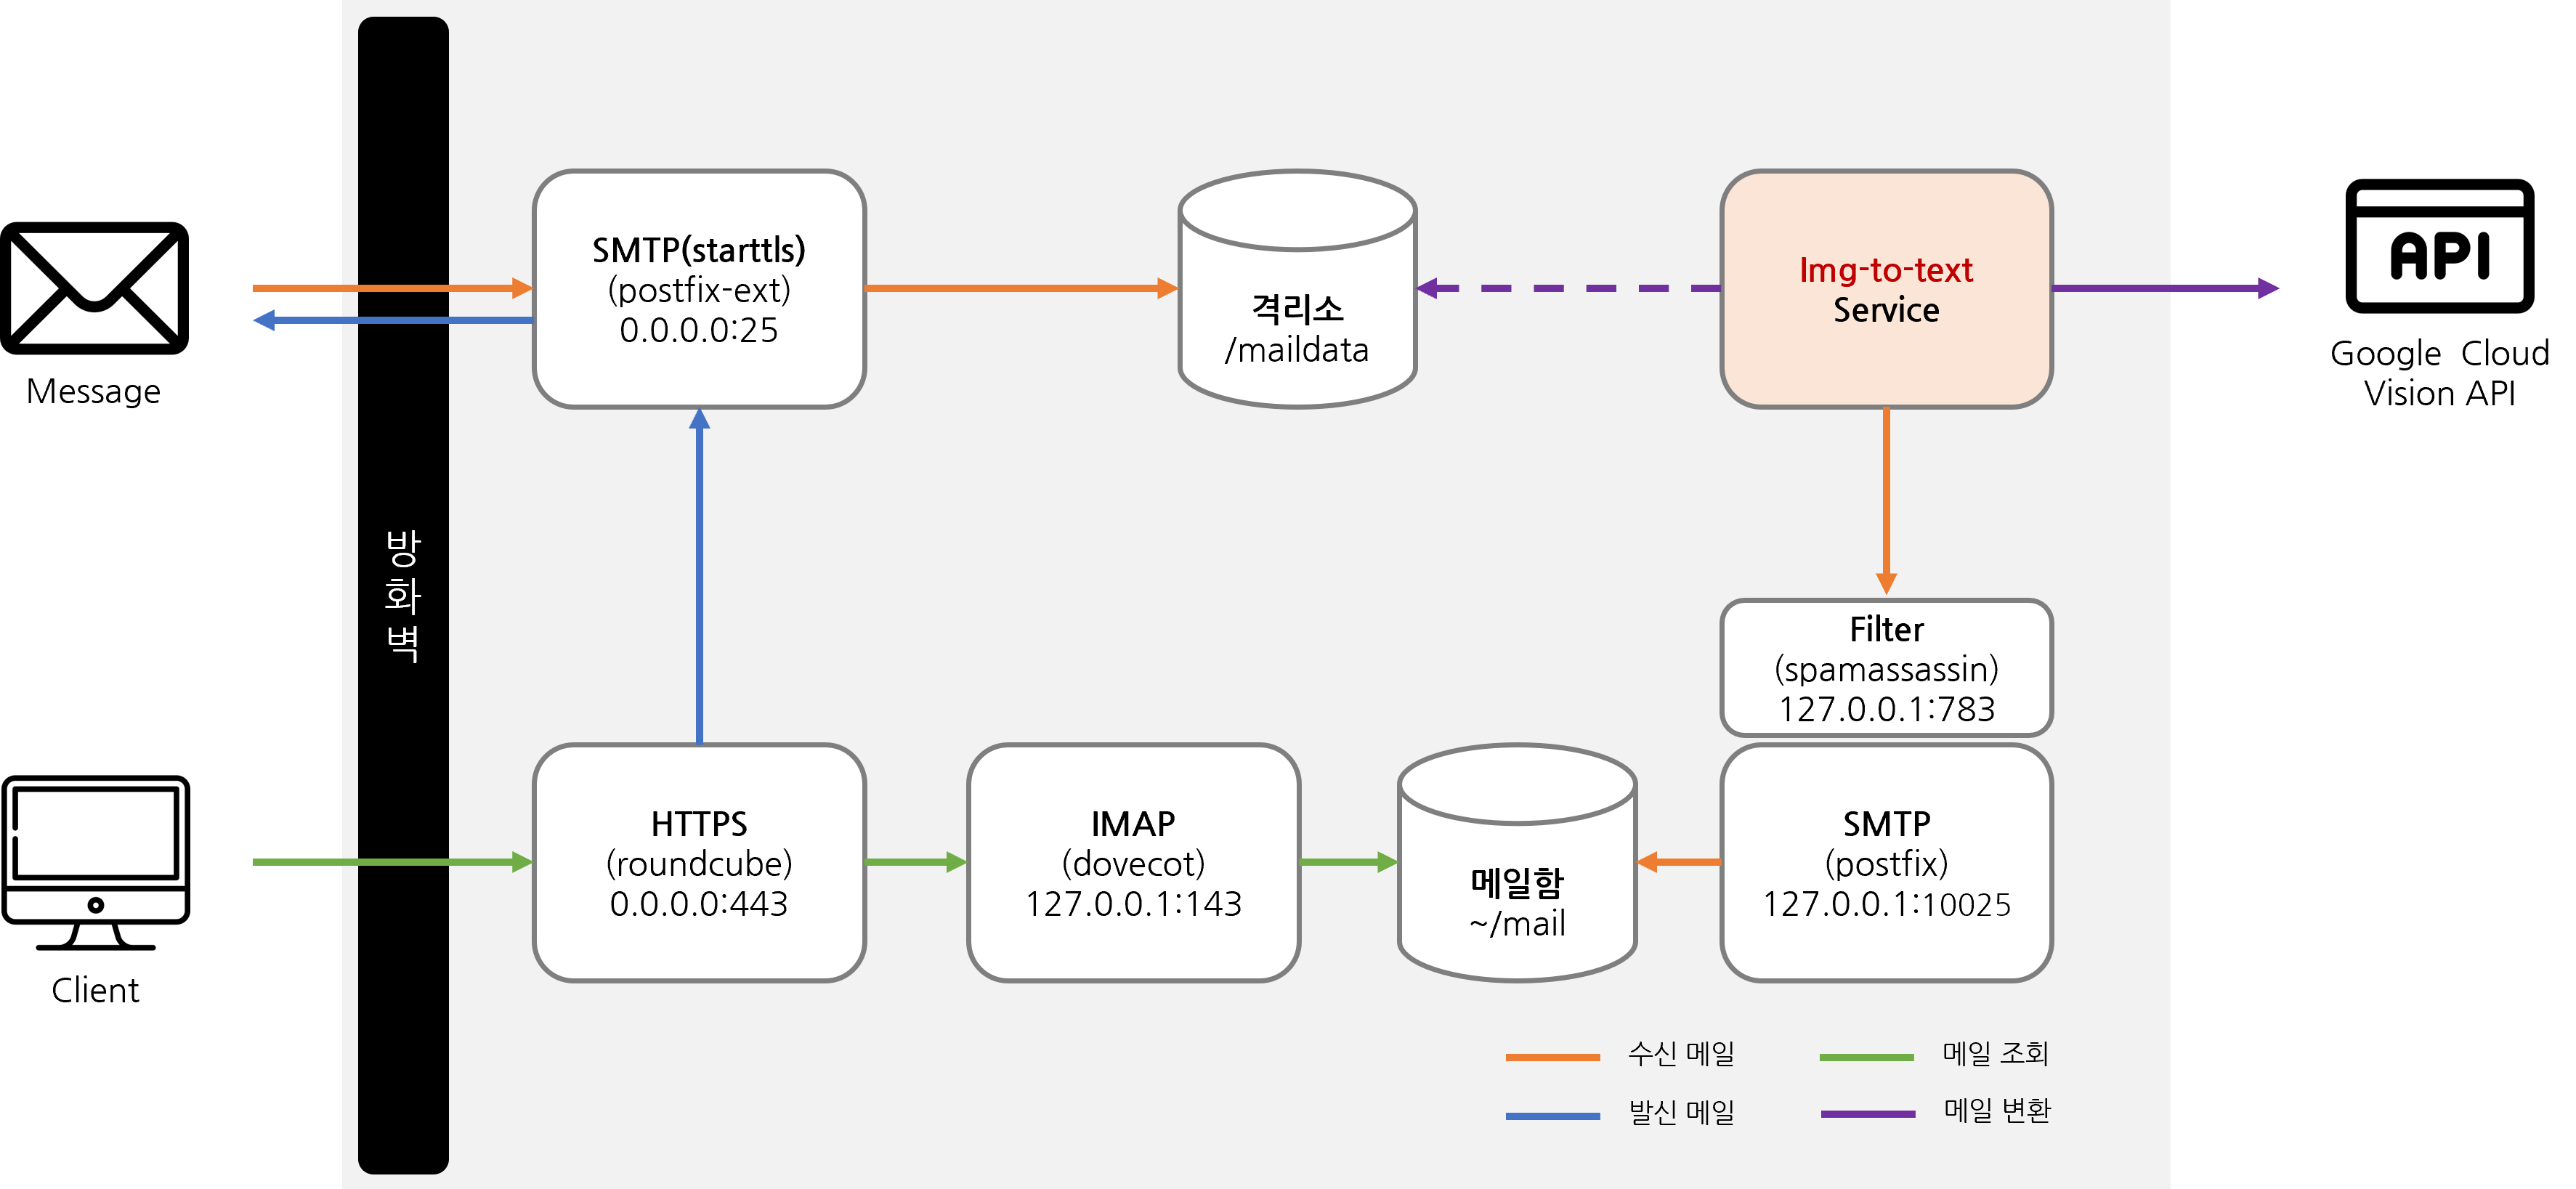 Message
Client
방
화
벽
SMTP(starttls)
(postfix-ext)
0.0.0.0:25
격리소
/maildata
Img-to-text
Service
API
Google Cloud
Vision API
Filter
(spamassassin)
127.0.0.1:783
HTTPS
(roundcube)
0.0.0.0:443
IMAP
(dovecot)
127.0.0.1:143
메일함
~/mail
SMTP
(postfix)
127.0.0.1:10025
수신 메일
메일 조회
발신 메일
메일 변환